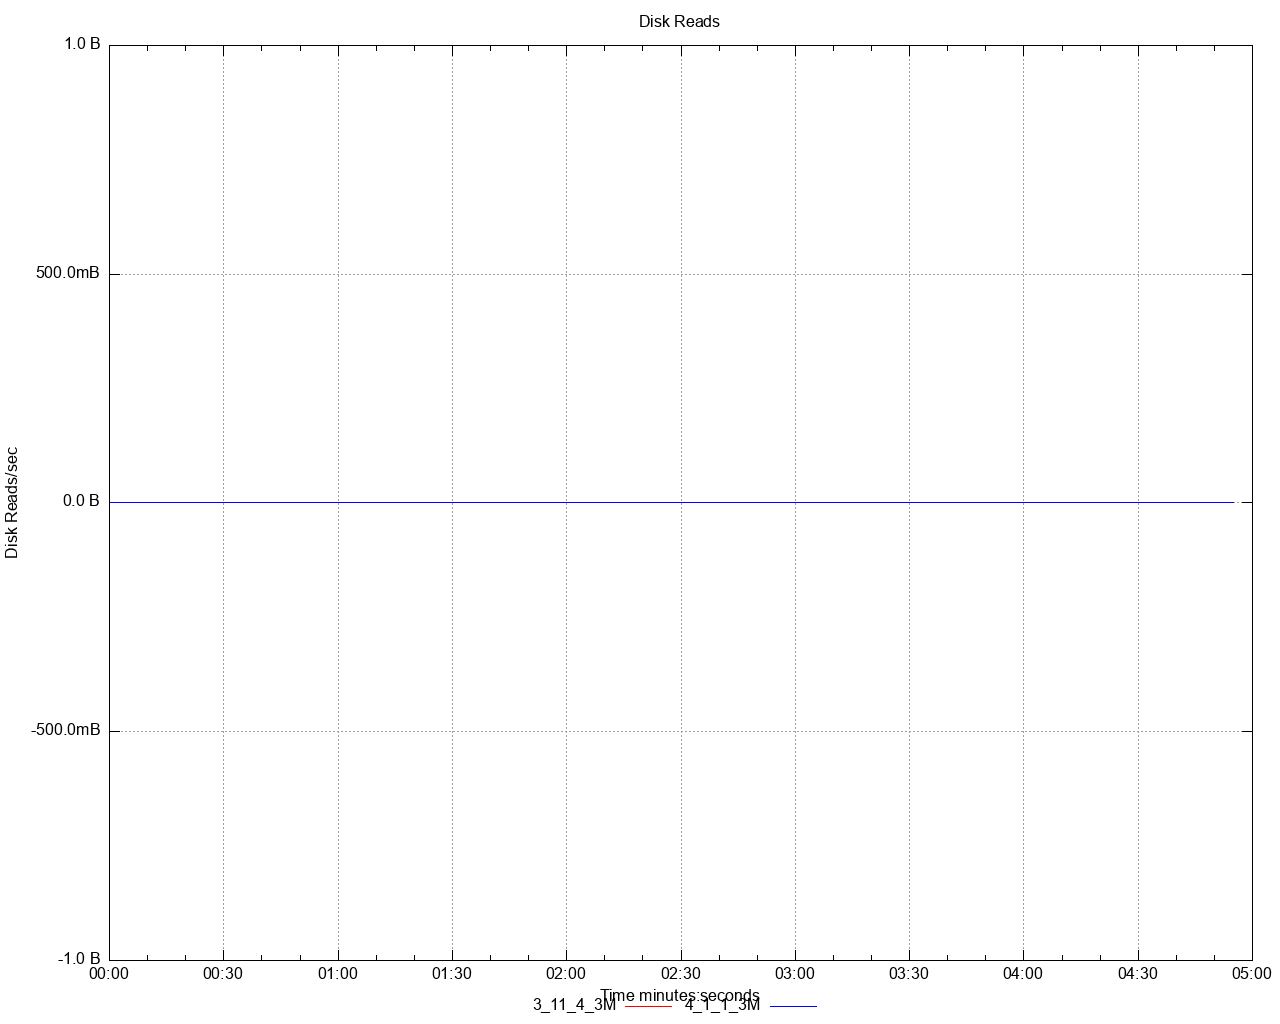 Disk Reads
1.0 B
500.0mB
0.0 B
-500.0mB
-1.0 B
Disk Reads/sec
00:00 00:30 01:00 01:30 02:00 02:30 03:00 03:30 04:00 04:30 05:00
Time minutes:seconds
3_11_4_3M 4_1_1_3M